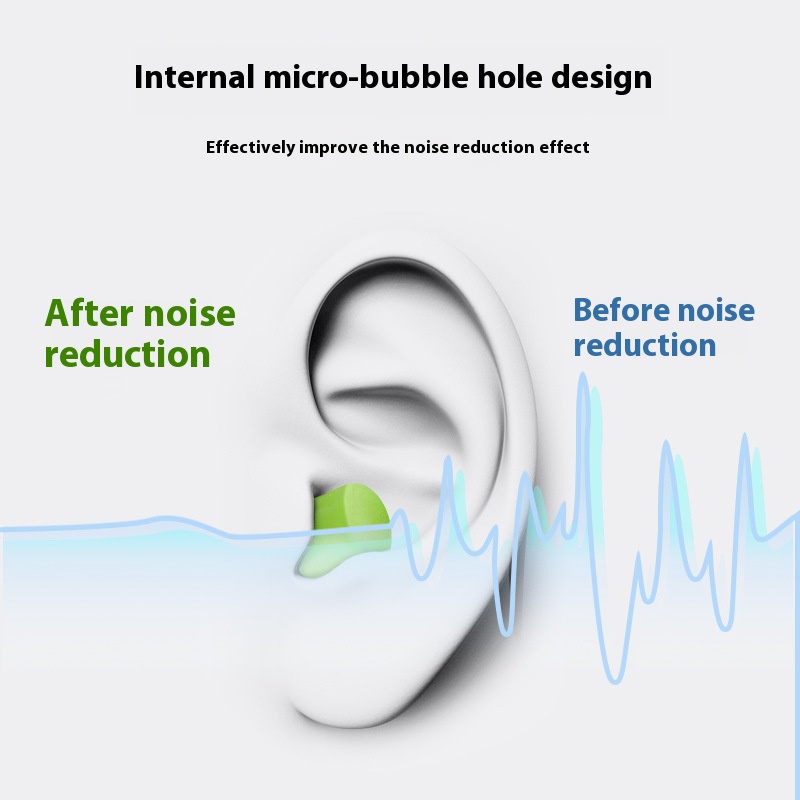 Internal micro-bubble hole design
Effectively improve the noise reduction effect
After noise
reduction
Before noise
reduction